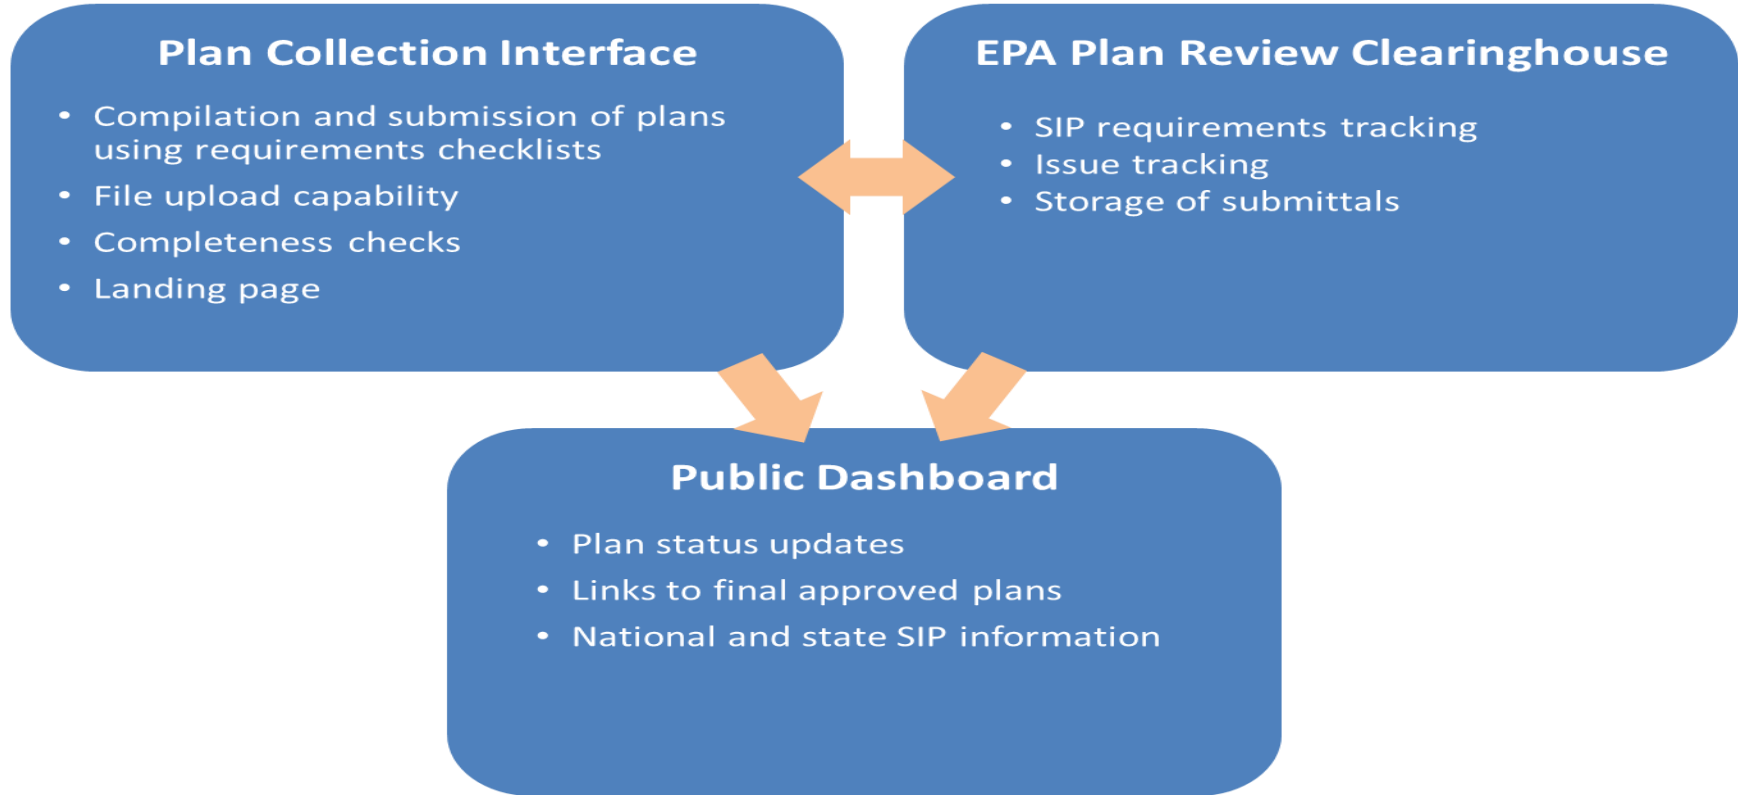 Plan Collection Interface
• Compilation and submission of plans
using requirements checklists
• File upload capability
• Completeness checks
• Landing page
EPA Plan Review Clearinghouse
• SIP requirements tracking
• Issue tracking
• Storage of submittals
Public Dashboard
• Plan status updates
• Links to final approved plans
• National and state SIP information